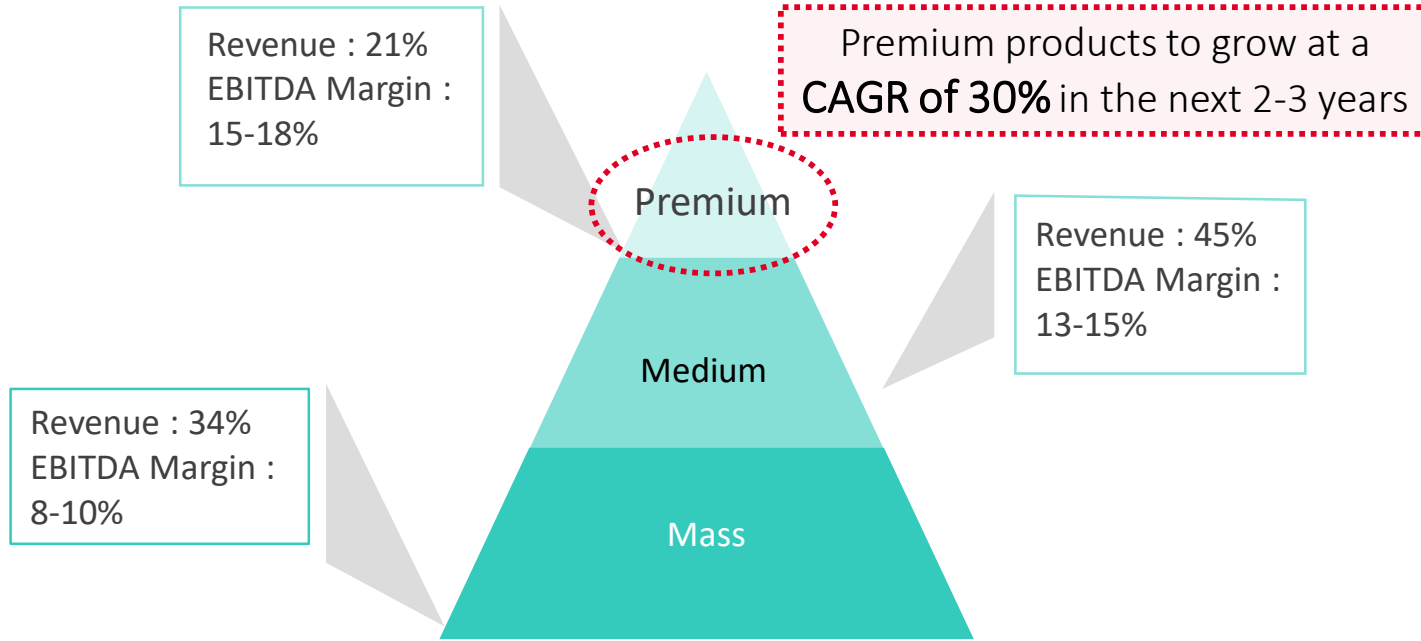 Revenue : 21%
EBITDA Margin :
15-18%
Premium products to grow at a
CAGR of 30% in the next 2-3 years
Premium
Revenue : 45%
EBITDA Margin :
13-15%
Medium
Revenue : 34%
EBITDA Margin :
8-10%
Mass